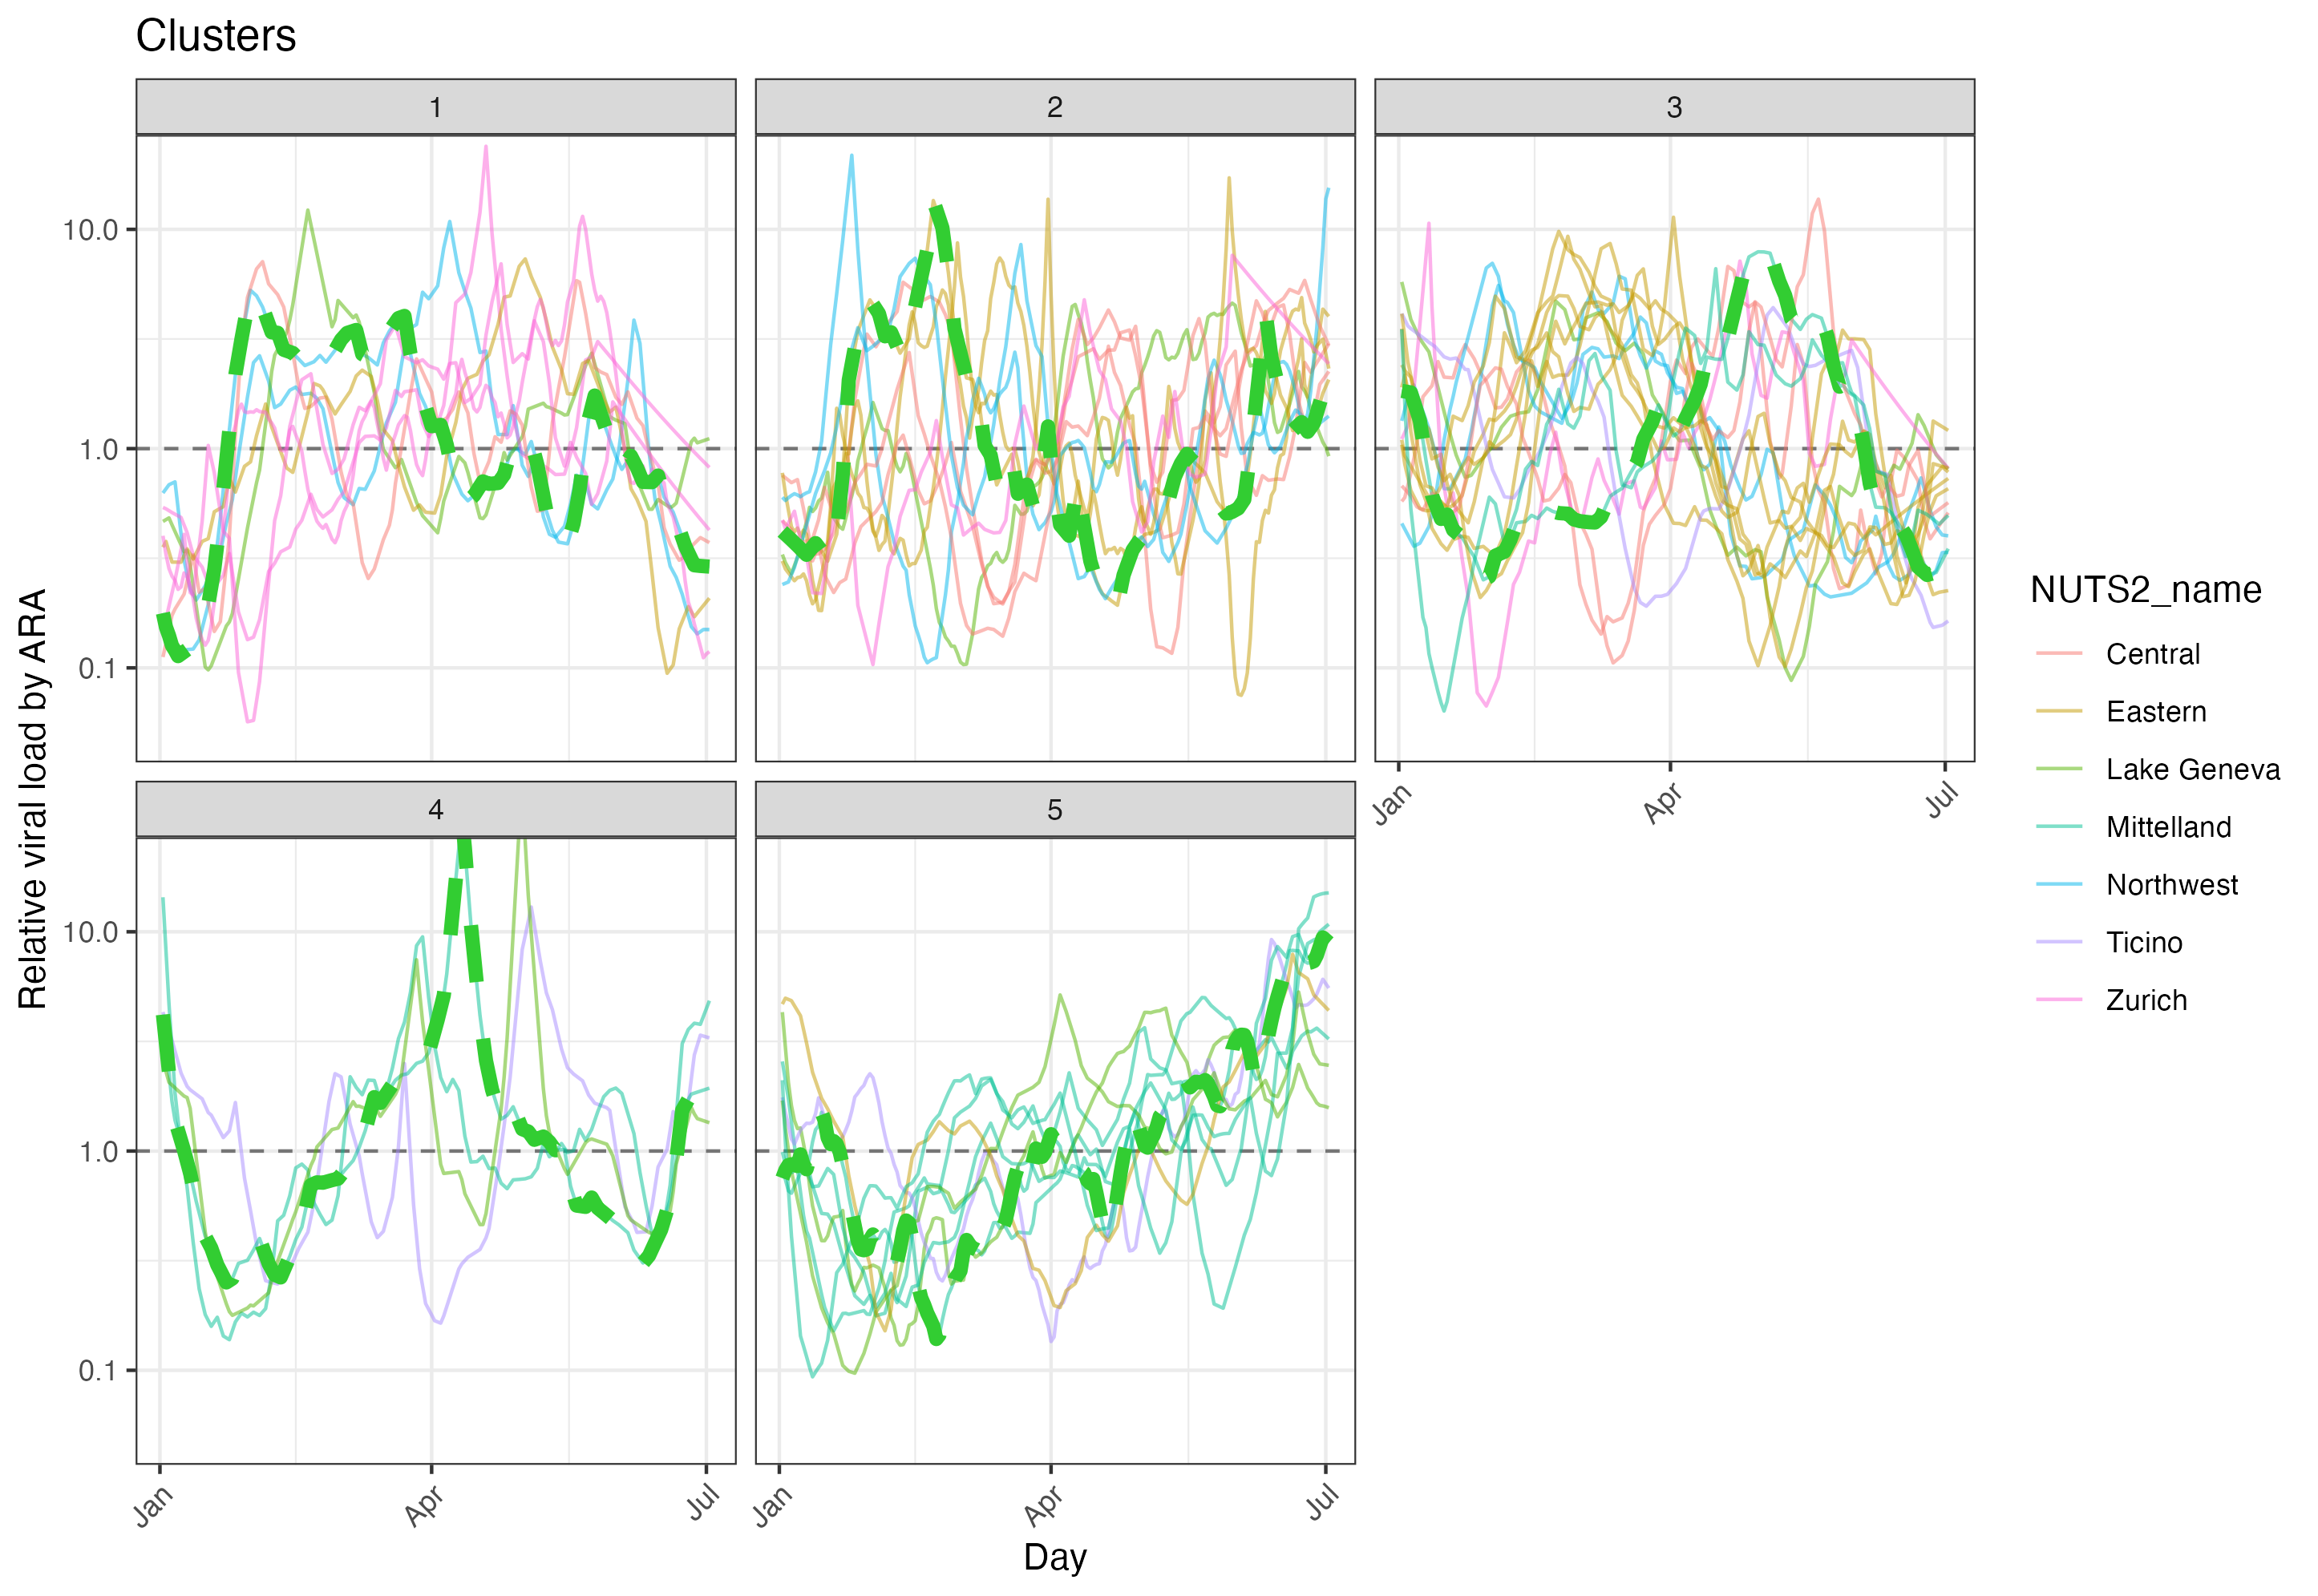 Clusters
1
2
3
10.0
1.0
0.1
Jan
Apr
Jul
4
5
10.0
1.0
0.1
Jan
Apr
Jul
Jan
Apr
Jul
Relative viral load by ARA
Day
NUTS2_name
Central
Eastern
Lake Geneva
Mittelland
Northwest
Ticino
Zurich